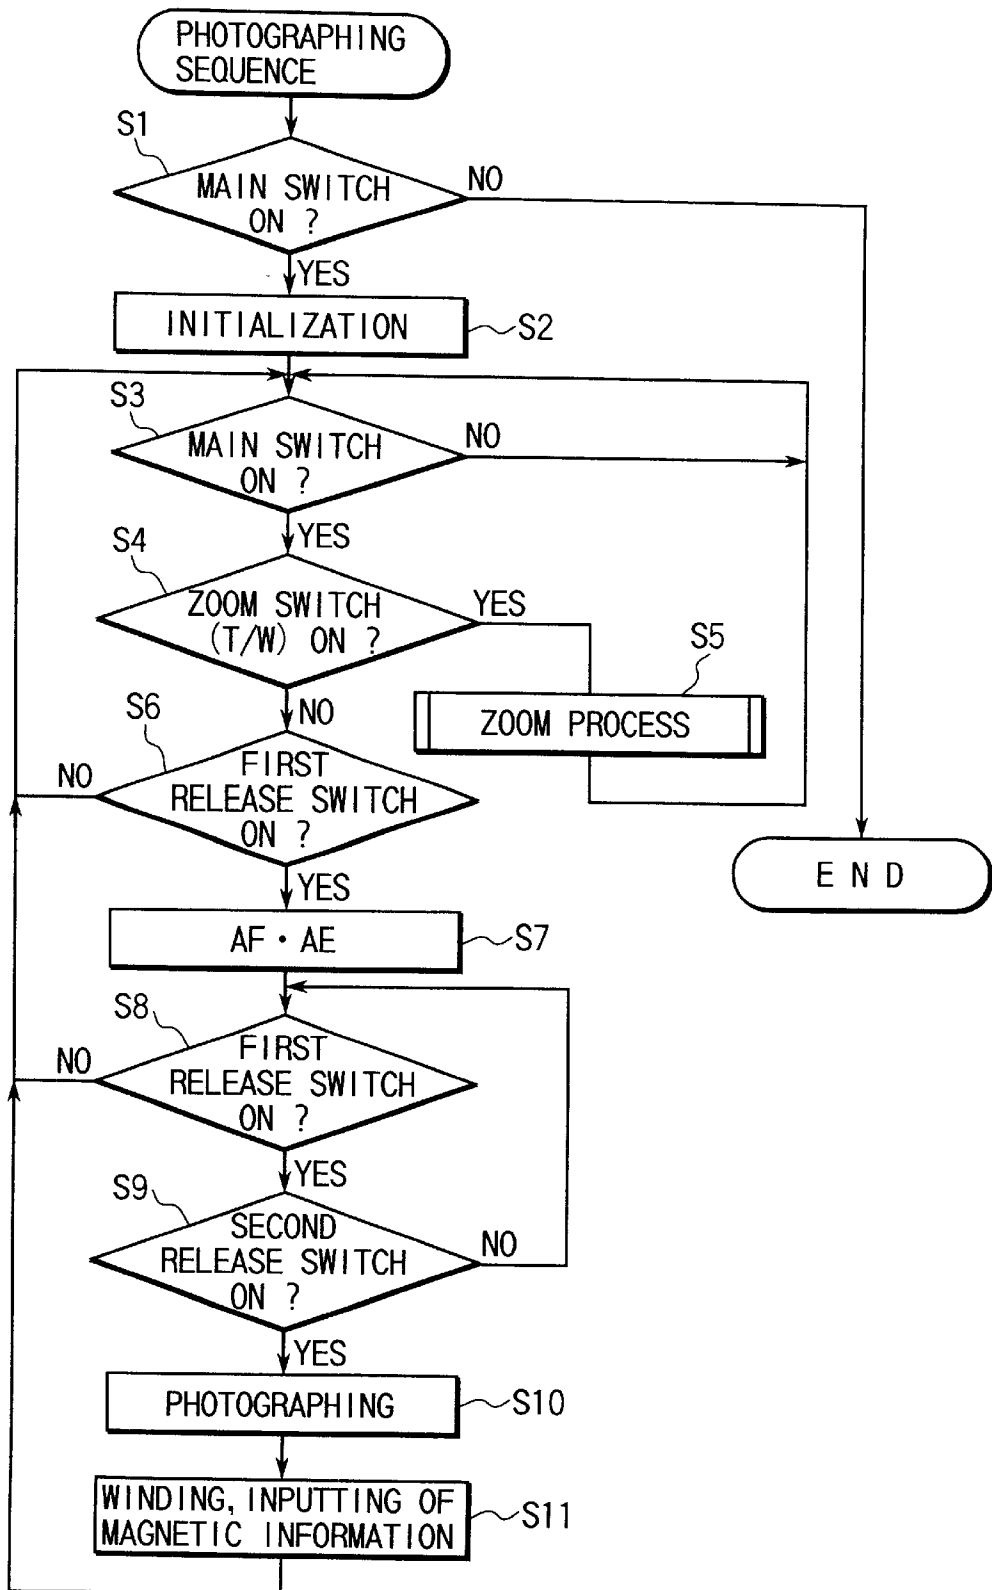 PHOTOGRAPHING
SEQUENCE
S1
MAIN SWITCH
ON ?
NO
YES
INITIALIZATION
S2
S3
MAIN SWITCH
ON ?
NO
YES
S4
ZOOM SWITCH
(T/W) ON ?
YES
S5
ZOOM PROCESS
NO
S6
FIRST
RELEASE SWITCH
ON ?
NO
YES
END
AF・AE
S7
S8
FIRST
RELEASE SWITCH
ON ?
NO
YES
S9
SECOND
RELEASE SWITCH
ON ?
NO
YES
PHOTOGRAPHING
S10
WINDING, INPUTTING OF
MAGNETIC INFORMATION
S11